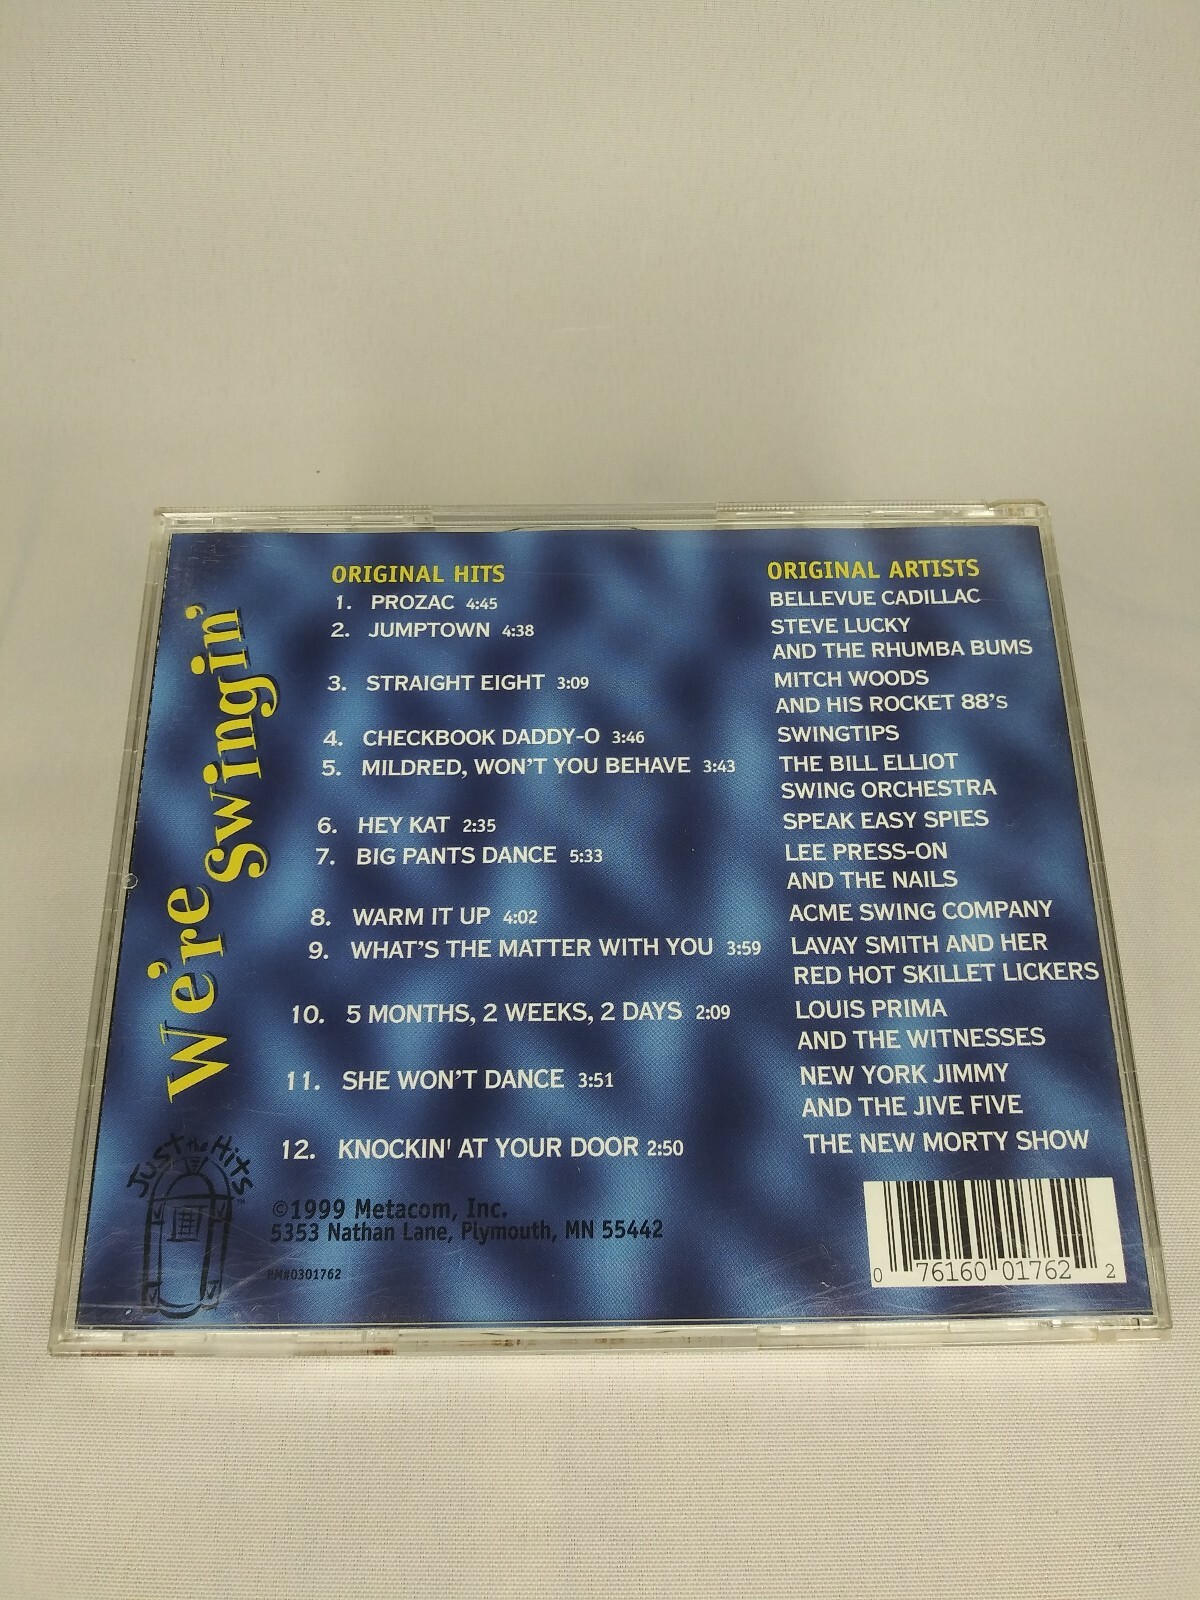 We're Swingin'
ORIGINAL HITS
1. PROZAC 4:45
2. JUMPTOWN 4:38
3. STRAIGHT EIGHT 3:09
4. CHECKBOOK DADDY-O 3:46
5. MILDRED, WON'T YOU BEHAVE 3:43
6. HEY KAT 2:35
7. BIG PANTS DANCE 5:33
8. WARM IT UP 4:02
9. WHAT'S THE MATTER WITH YOU 3:59
10. 5 MONTHS, 2 WEEKS, 2 DAYS 2:09
11. SHE WON'T DANCE 3:51
12. KNOCKIN' AT YOUR DOOR 2:50
ORIGINAL ARTISTS
BELLEVUE CADILLAC
STEVE LUCKY
AND THE RHUMBA BUMS
MITCH WOODS
AND HIS ROCKET 88's
SWINGTIPS
THE BILL ELLIOT
SWING ORCHESTRA
SPEAK EASY SPIES
LEE PRESS-ON
AND THE NAILS
ACME SWING COMPANY
LAVAY SMITH AND HER
RED HOT SKILLET LICKERS
LOUIS PRIMA
AND THE WITNESSES
NEW YORK JIMMY
AND THE JIVE FIVE
THE NEW MORTY SHOW
JUST the HITS™
©1999 Metacom, Inc.
5353 Nathan Lane, Plymouth, MN 55442
PM#0301762
0 76160 01762 2